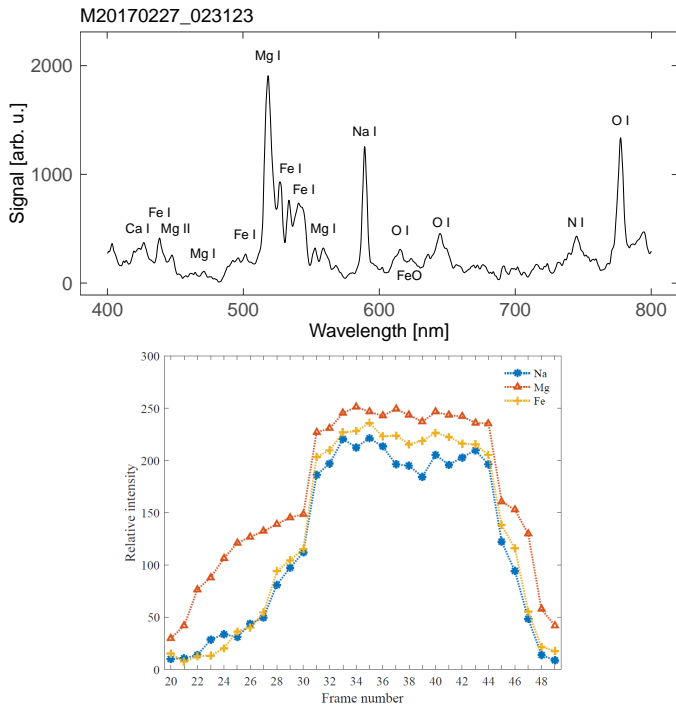 M20170227_023123
Signal [arb. u.]
2000
1000
0
Mg I
Na I
O I
Fe I
Fe I
Fe I
Ca I
Mg II
Mg I
Fe I
Mg I
O I
FeO
O I
N I
400 500 600 700 800
Wavelength [nm]
300
250
200
150
100
50
0
Relative intensity
Na
Mg
Fe
20 22 24 26 28 30 32 34 36 38 40 42 44 46 48
Frame number